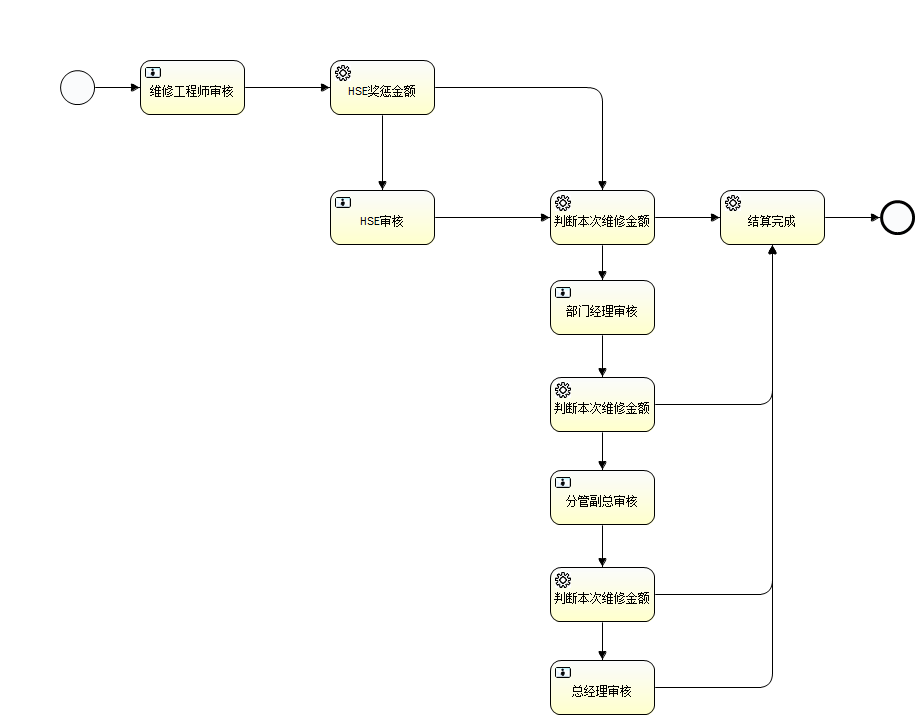 维修工程师审核
HSE奖惩金额
HSE审核
判断本次维修金额
结算完成
部门经理审核
判断本次维修金额
分管副总审核
判断本次维修金额
总经理审核